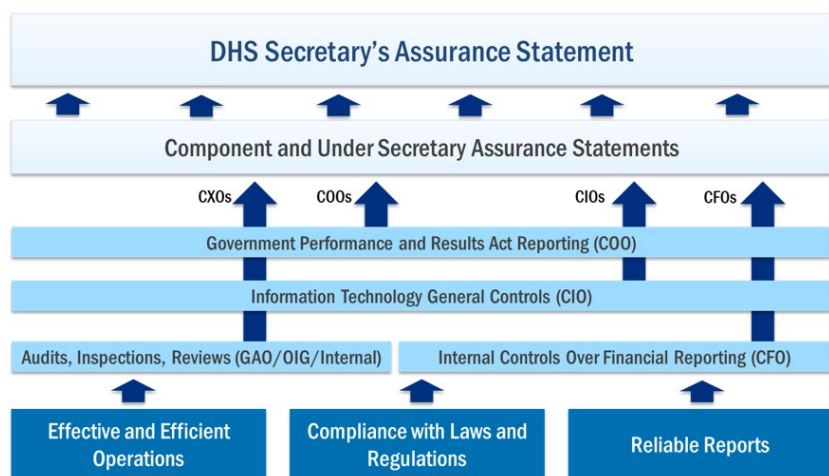 DHS Secretary's Assurance Statement
Component and Under Secretary Assurance Statements
CXOs
COOs
CIOs
CFOs
Government Performance and Results Act Reporting (COO)
Information Technology General Controls (CIO)
Audits, Inspections, Reviews (GAO/OIG/Internal)
Internal Controls Over Financial Reporting (CFO)
Effective and Efficient
Operations
Compliance with Laws and
Regulations
Reliable Reports